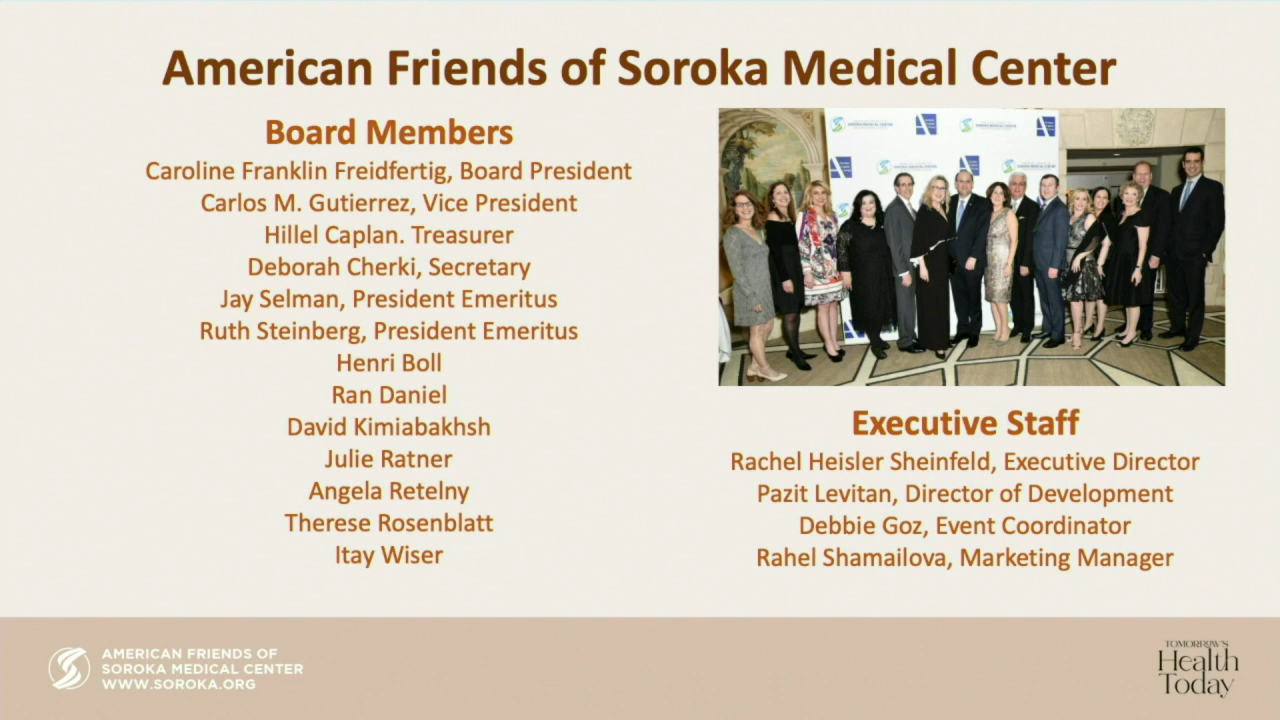 American Friends of Soroka Medical Center
Board Members
Caroline Franklin Freidfertig, Board President
Carlos M. Gutierrez, Vice President
Hillel Caplan. Treasurer
Deborah Cherki, Secretary
Jay Selman, President Emeritus
Ruth Steinberg, President Emeritus
Henri Boll
Ran Daniel
David Kimiabakhsh
Julie Ratner
Angela Retelny
Therese Rosenblatt
Itay Wiser
Executive Staff
Rachel Heisler Sheinfeld, Executive Director
Pazit Levitan, Director of Development
Debbie Goz, Event Coordinator
Rahel Shamailova, Marketing Manager
AMERICAN FRIENDS OF
SOROKA MEDICAL CENTER
WWW.SOROKA.ORG
TOMORROW'S
Health
Today